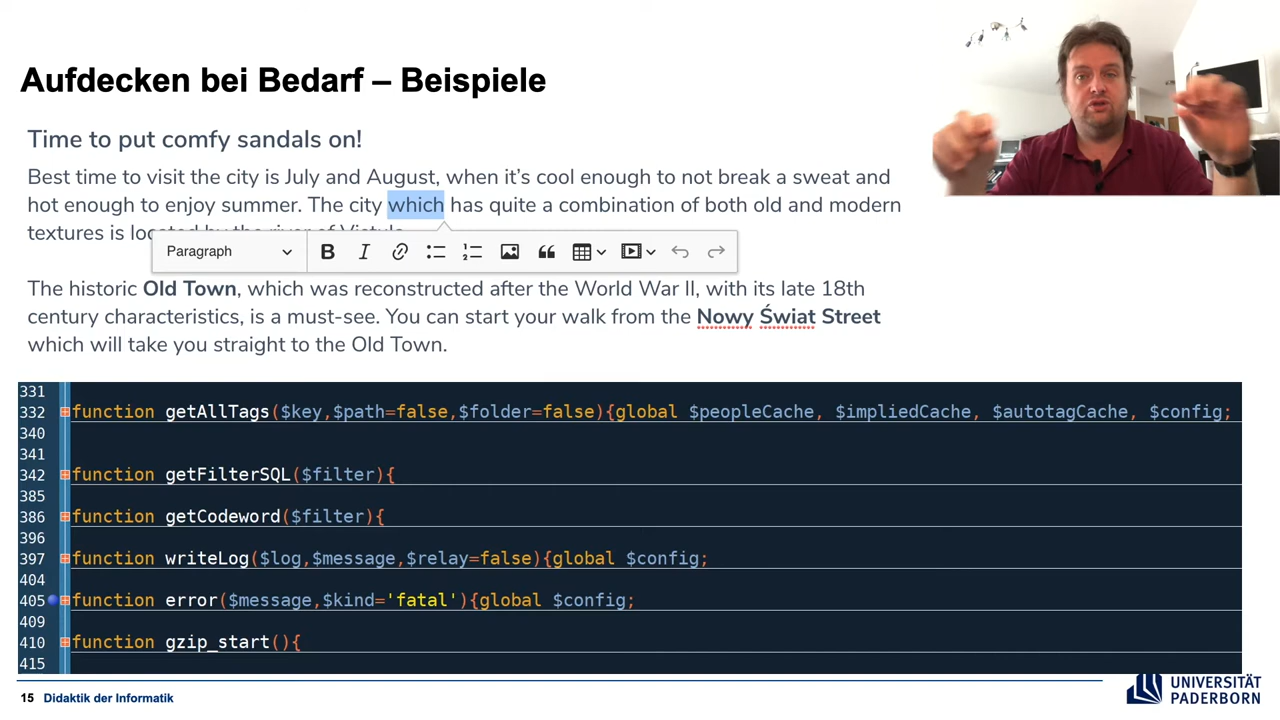 Aufdecken bei Bedarf – Beispiele
Time to put comfy sandals on!
Best time to visit the city is July and August, when it's cool enough to not break a sweat and
hot enough to enjoy summer. The city which has quite a combination of both old and modern
textures is located by the river of Vistula.
Paragraph
B I
The historic Old Town, which was reconstructed after the World War II, with its late 18th
century characteristics, is a must-see. You can start your walk from the Nowy Świat Street
which will take you straight to the Old Town.
331
332 function getAllTags($key,$path=false,$folder=false){global $peopleCache, $impliedCache, $autotagCache, $config;
340
341
342 function getFilterSQL($filter){
385
386 function getCodeword($filter){
396
397 function writeLog($log,$message,$relay=false){global $config;
404
405 function error($message,$kind='fatal'){global $config;
409
410 function gzip_start(){
415
15 Didaktik der Informatik
UNIVERSITÄT
PADERBORN